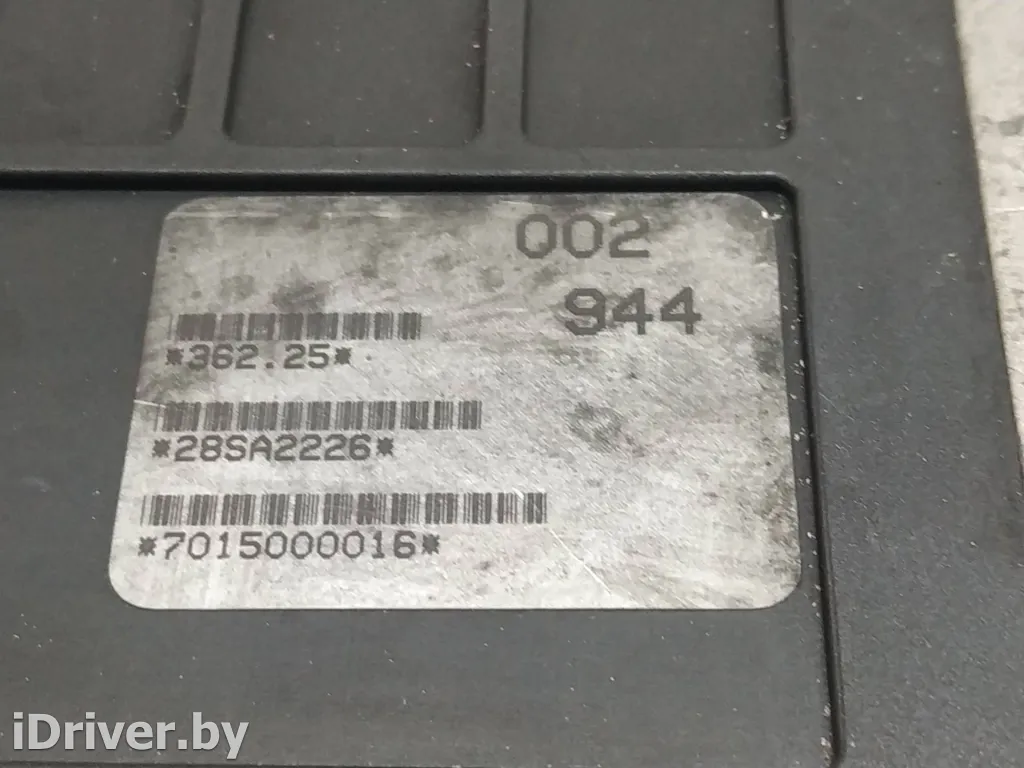 002
944
*362.25*
*28SA2226*
*7015000016*
iDriver.by